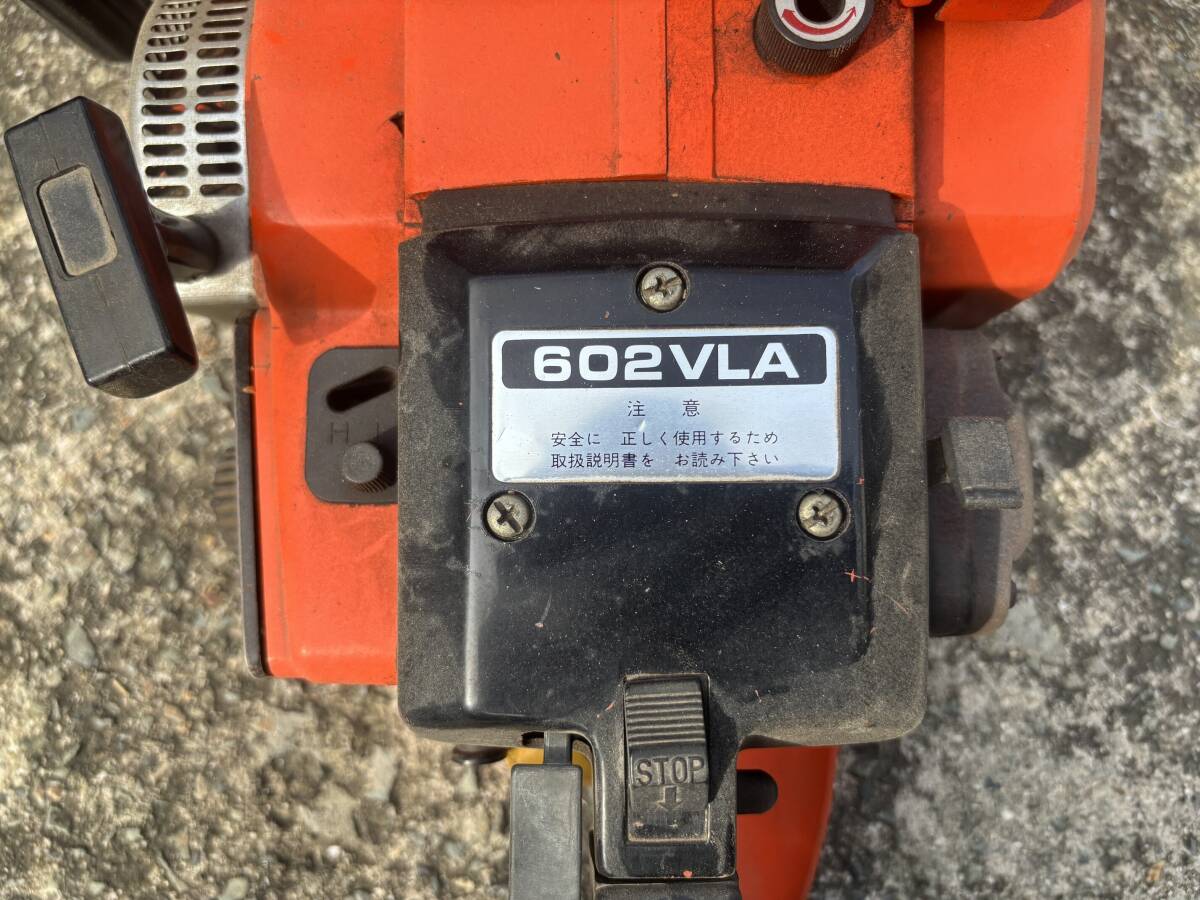 602VLA
注 意
安全に 正しく使用するため
取扱説明書を お読み下さい
H L
STOP